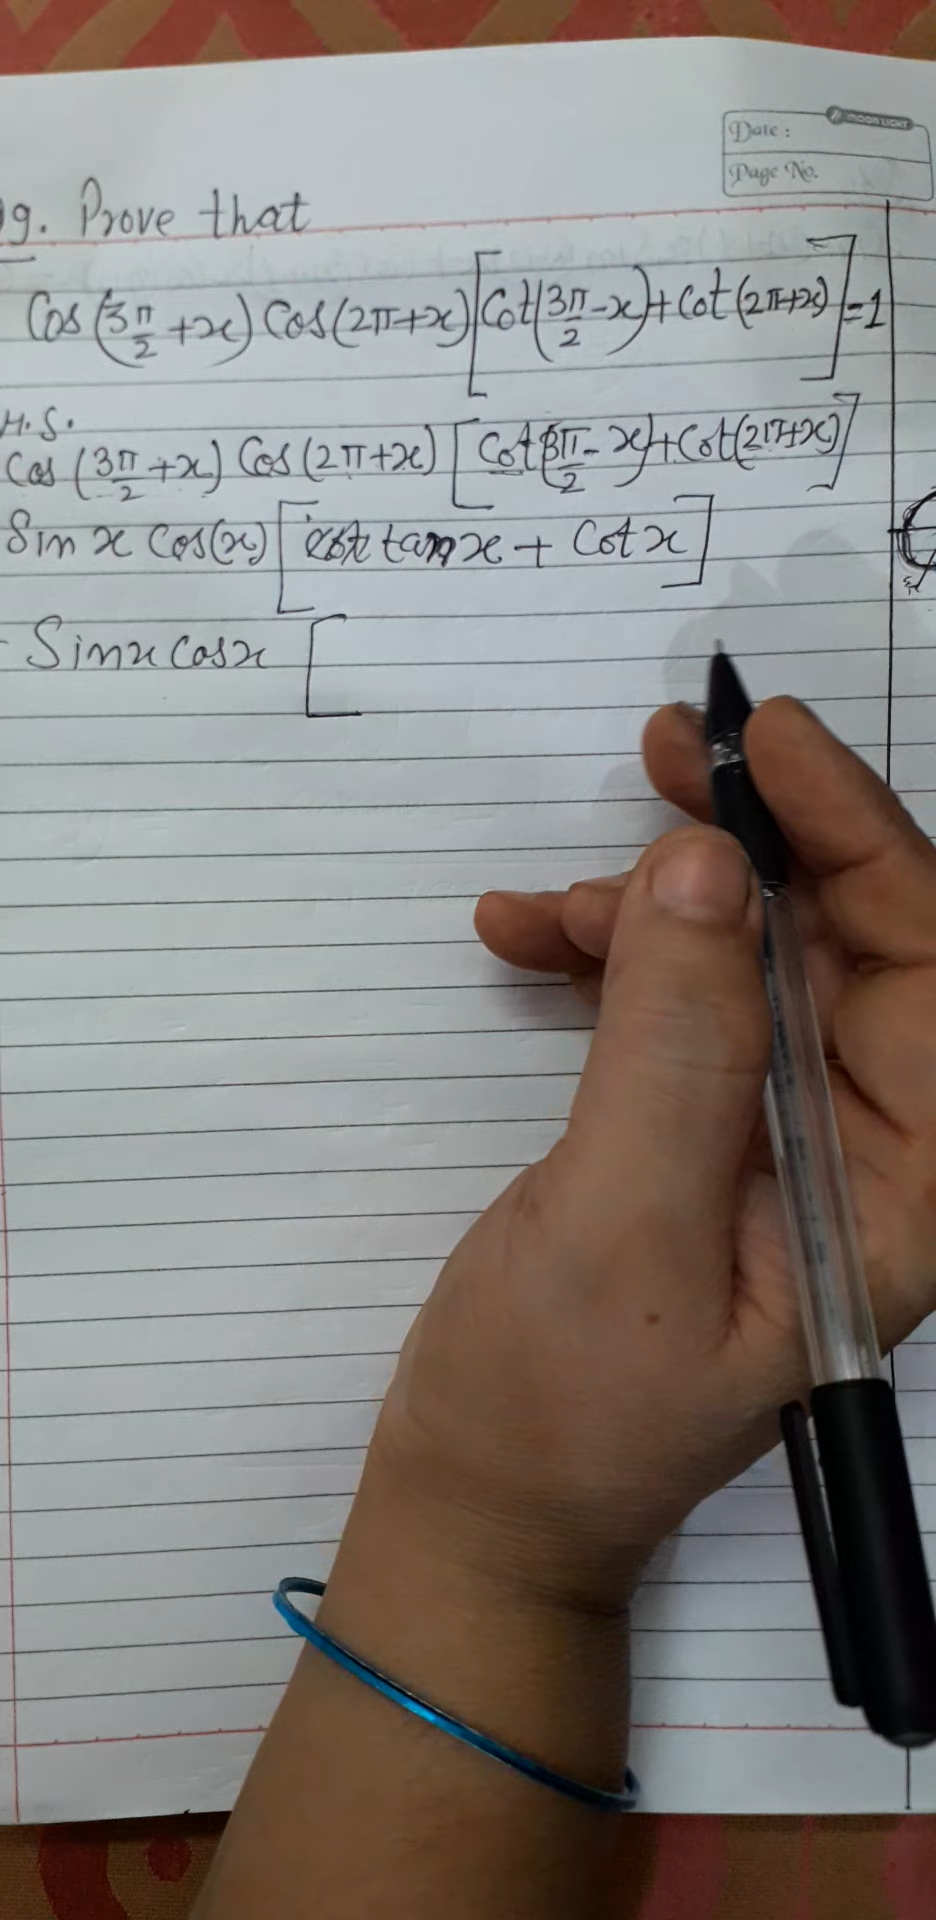 MOONLIGHT
Date :
Page No.
9. Prove that
Cos(3π/2 +x) Cos(2π+x)[Cot(3π/2 -x)+Cot(2π+x)]=1
H.S.
Cos (3π/2 +x) Cos (2π+x) [Cot(3π/2 - x)+Cot(2π+x)]
Sin x Cos(x) [tan x + Cot x]
Sinx Cosx [